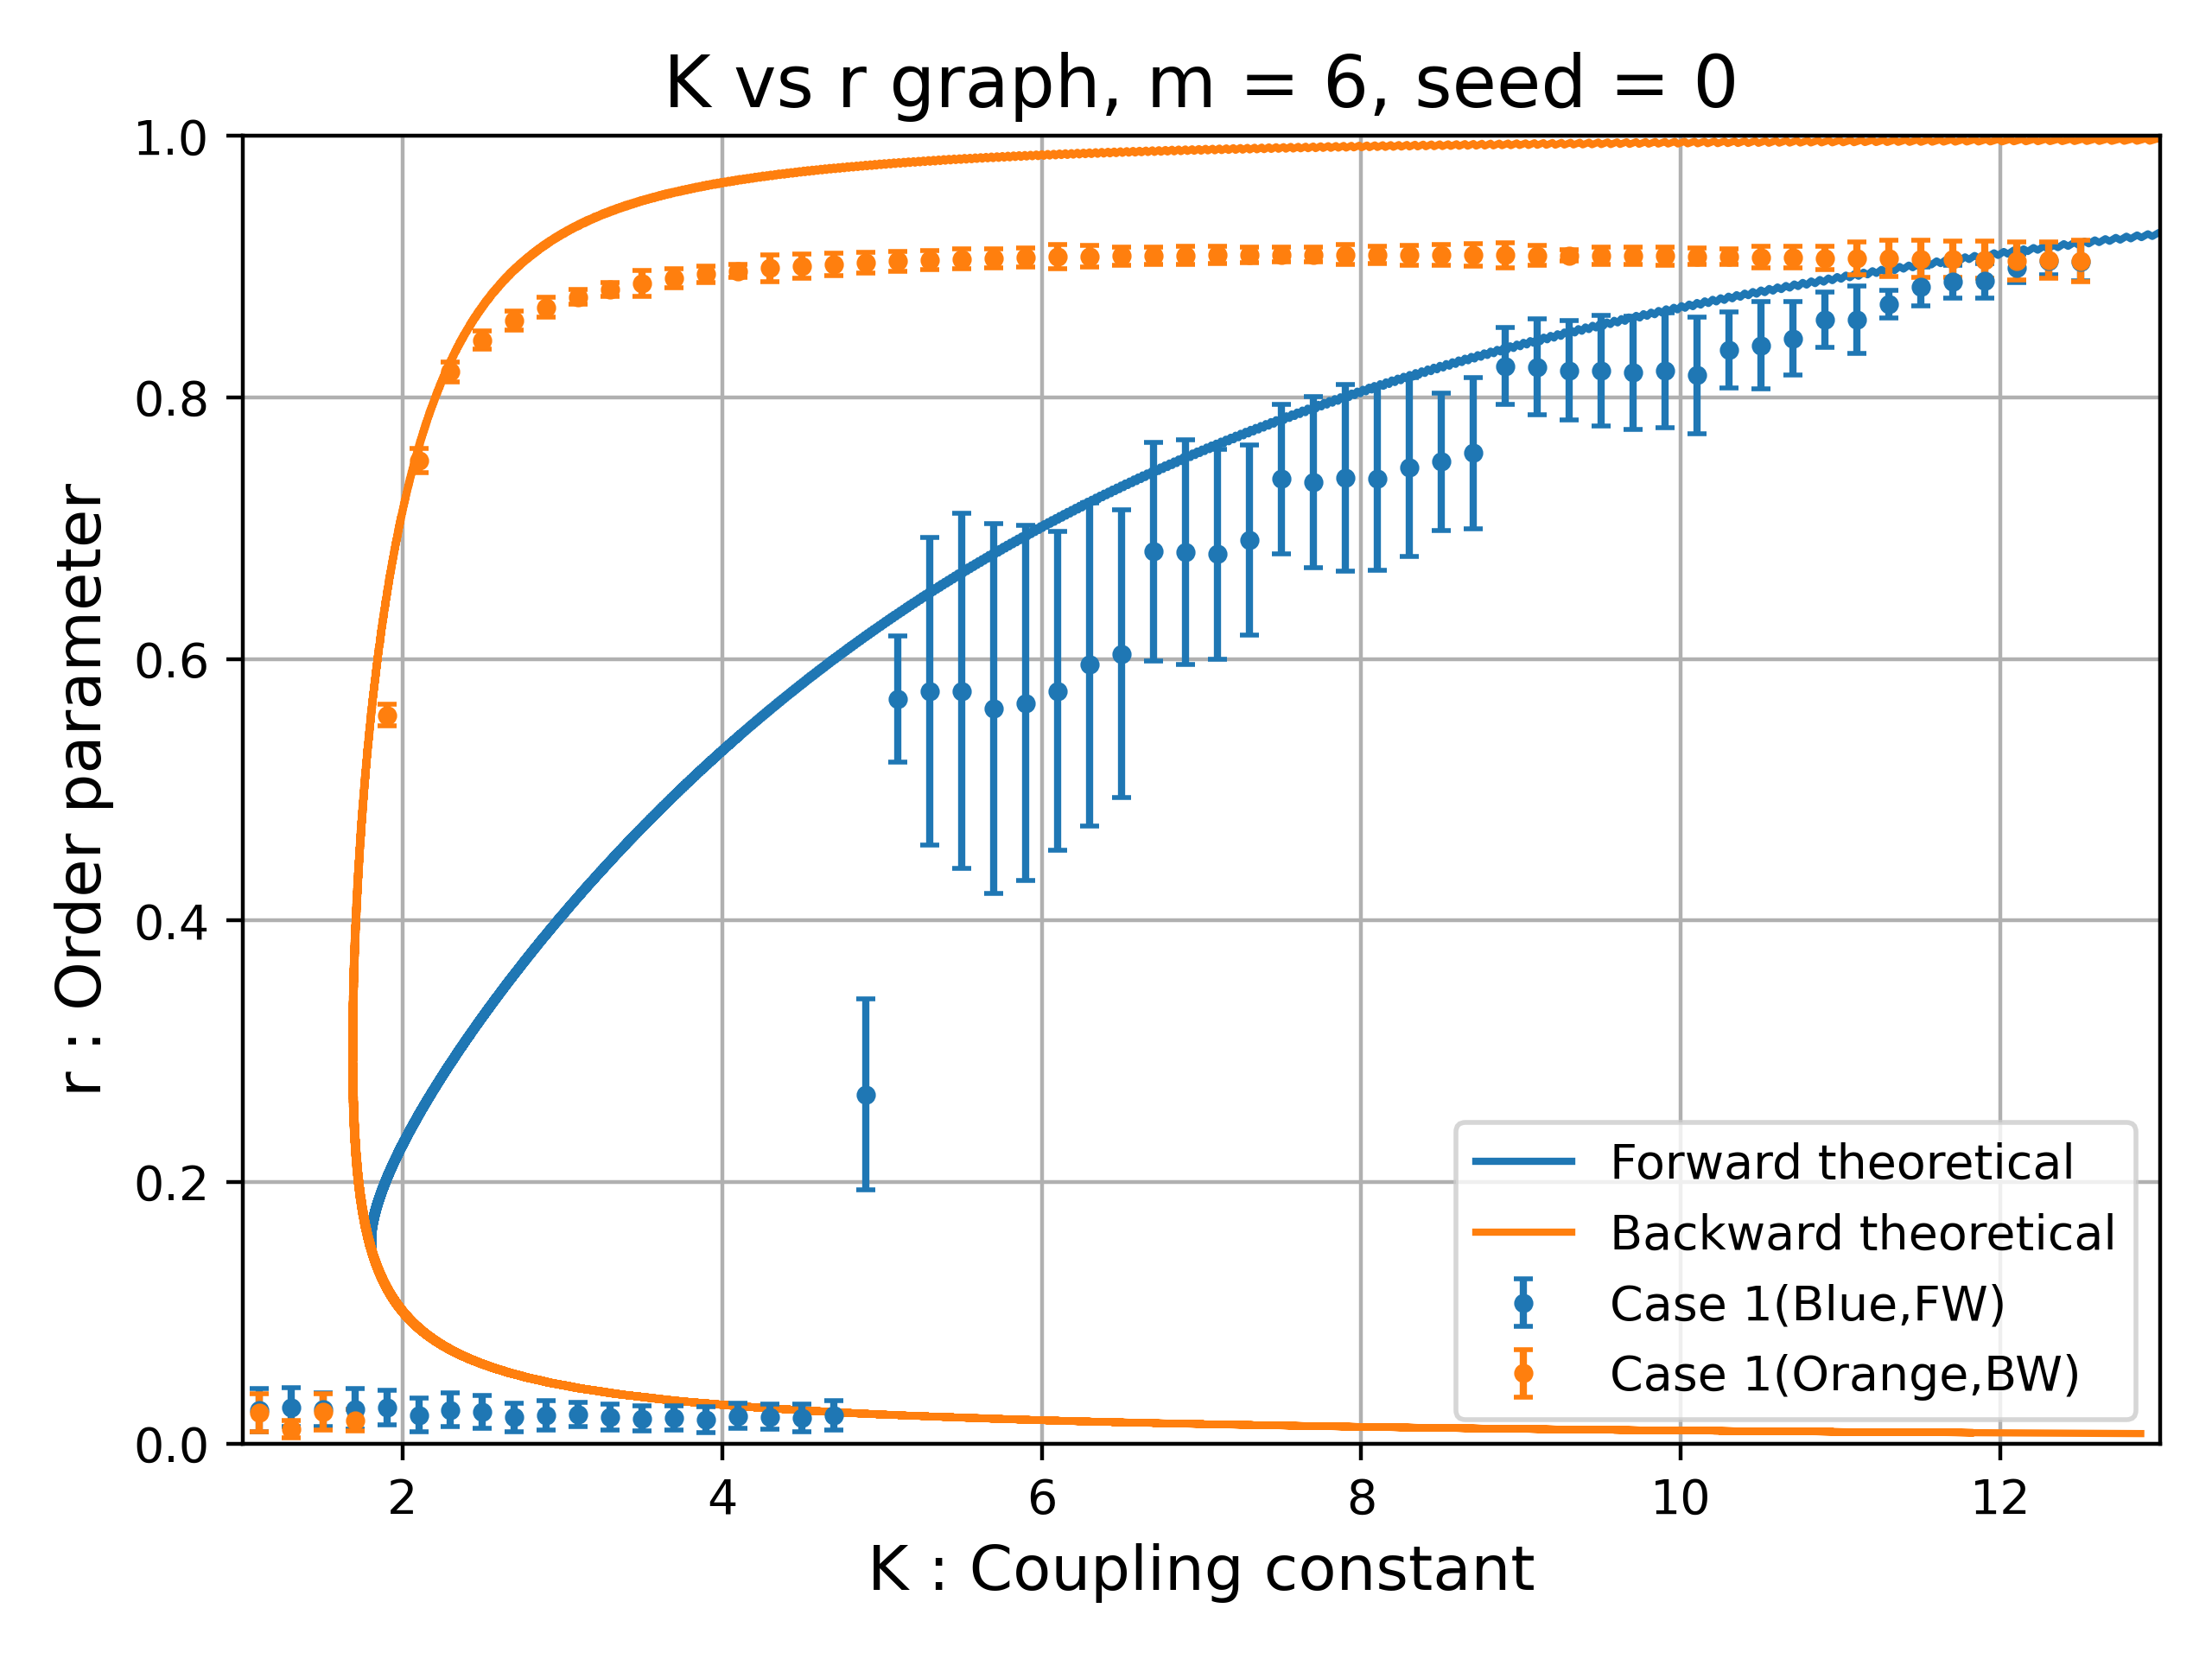 K vs r graph, m = 6, seed = 0
1.0
0.8
0.6
0.4
0.2
0.0
r : Order parameter
2
4
6
8
10
12
K : Coupling constant
Forward theoretical
Backward theoretical
Case 1(Blue,FW)
Case 1(Orange,BW)